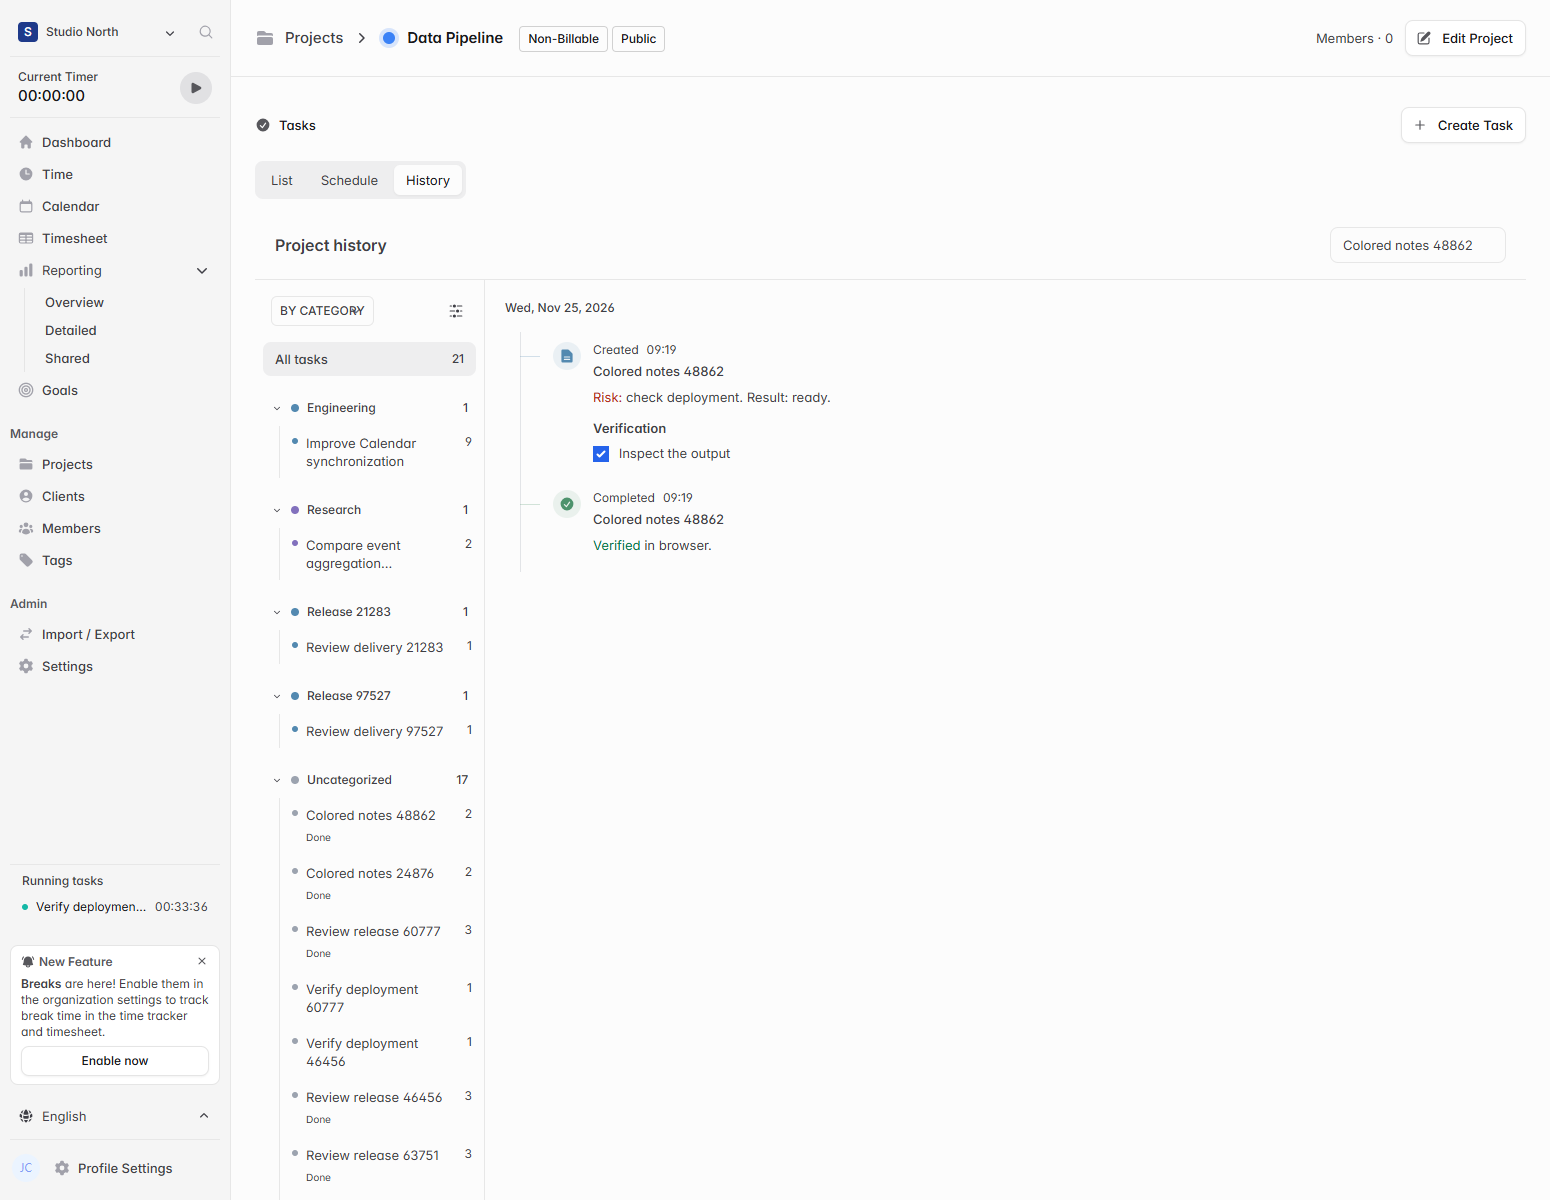 S Studio North
Current Timer
00:00:00
Dashboard
Time
Calendar
Timesheet
Reporting
Overview
Detailed
Shared
Goals
Manage
Projects
Clients
Members
Tags
Admin
Import / Export
Settings
Running tasks
Verify deploymen... 00:33:36
New Feature
Breaks are here! Enable them in
the organization settings to track
break time in the time tracker
and timesheet.
Enable now
English
JC Profile Settings
Projects Data Pipeline Non-Billable Public
Members · 0 Edit Project
Tasks
Create Task
List Schedule History
Project history
Colored notes 48862
BY CATEGORY
All tasks 21
Engineering 1
Improve Calendar 9
synchronization
Research 1
Compare event 2
aggregation...
Release 21283 1
Review delivery 21283 1
Release 97527 1
Review delivery 97527 1
Uncategorized 17
Colored notes 48862 2
Done
Colored notes 24876 2
Done
Review release 60777 3
Done
Verify deployment 1
60777
Verify deployment 1
46456
Review release 46456 3
Done
Review release 63751 3
Done
Wed, Nov 25, 2026
Created 09:19
Colored notes 48862
Risk: check deployment. Result: ready.
Verification
Inspect the output
Completed 09:19
Colored notes 48862
Verified in browser.